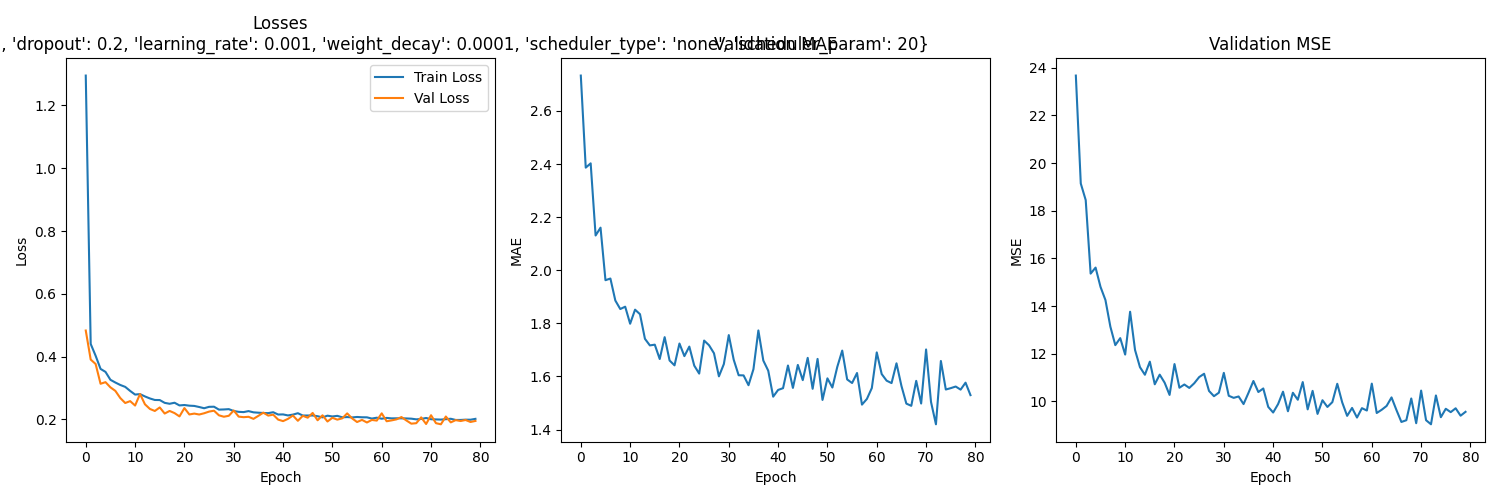 Losses
, 'dropout': 0.2, 'learning_rate': 0.001, 'weight_decay': 0.0001, 'scheduler_type': 'none', 'scheduler_param': 20}
Train Loss
Val Loss
1.2
1.0
0.8
0.6
0.4
0.2
Loss
0 10 20 30 40 50 60 70 80
Epoch
Validation MAE
2.6
2.4
2.2
2.0
1.8
1.6
1.4
MAE
0 10 20 30 40 50 60 70 80
Epoch
Validation MSE
24
22
20
18
16
14
12
10
MSE
0 10 20 30 40 50 60 70 80
Epoch